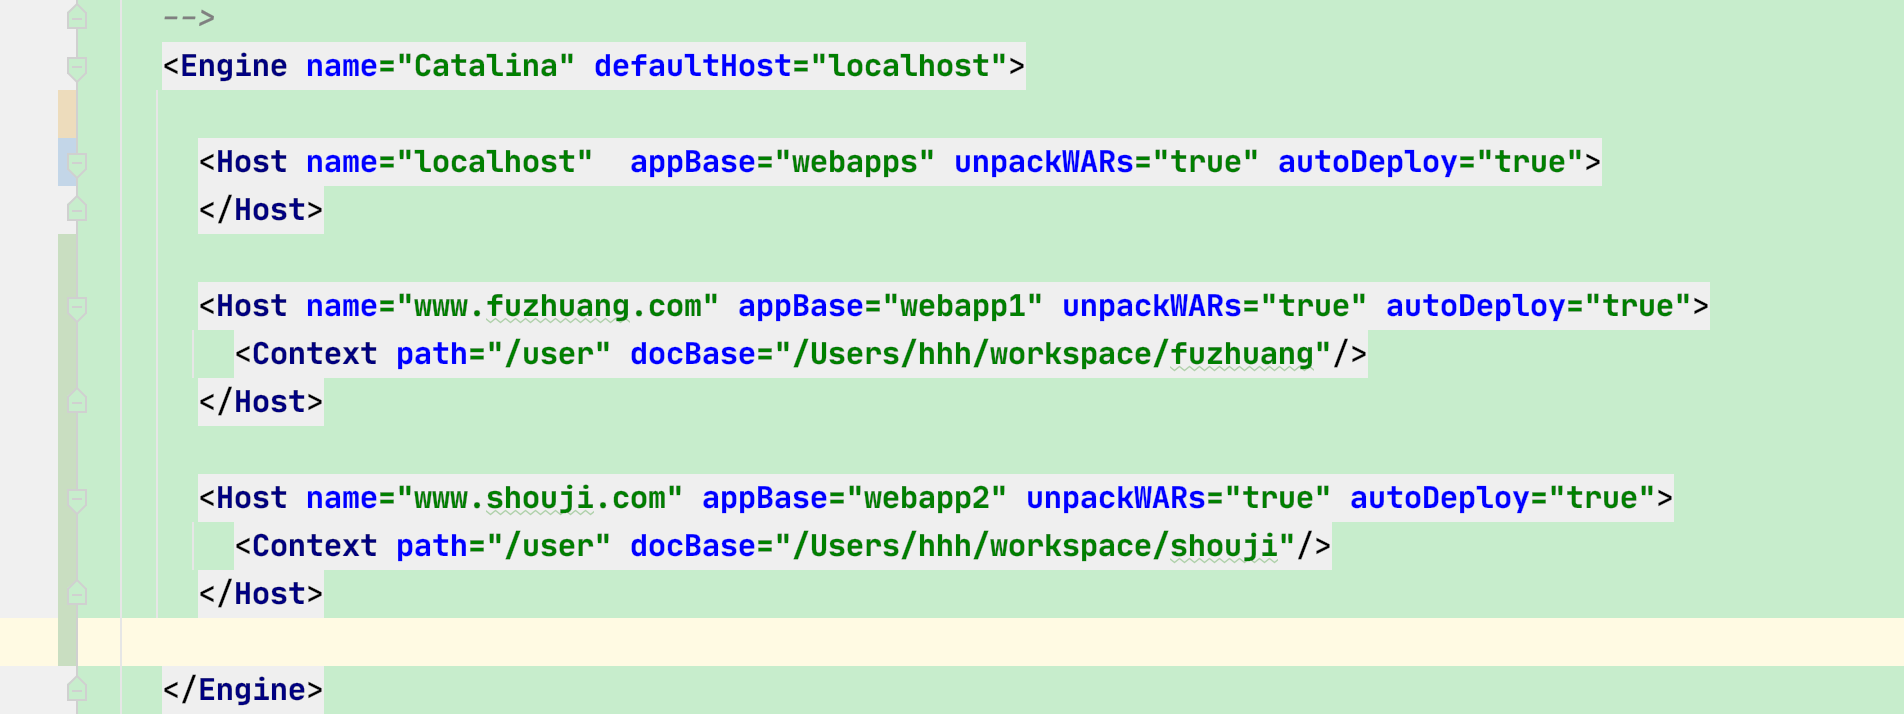 -->
<Engine name="Catalina" defaultHost="localhost">
<Host name="localhost"  appBase="webapps" unpackWARs="true" autoDeploy="true">
</Host>
<Host name="www.fuzhuang.com" appBase="webapp1" unpackWARs="true" autoDeploy="true">
<Context path="/user" docBase="/Users/hhh/workspace/fuzhuang"/>
</Host>
<Host name="www.shouji.com" appBase="webapp2" unpackWARs="true" autoDeploy="true">
<Context path="/user" docBase="/Users/hhh/workspace/shouji"/>
</Host>
</Engine>